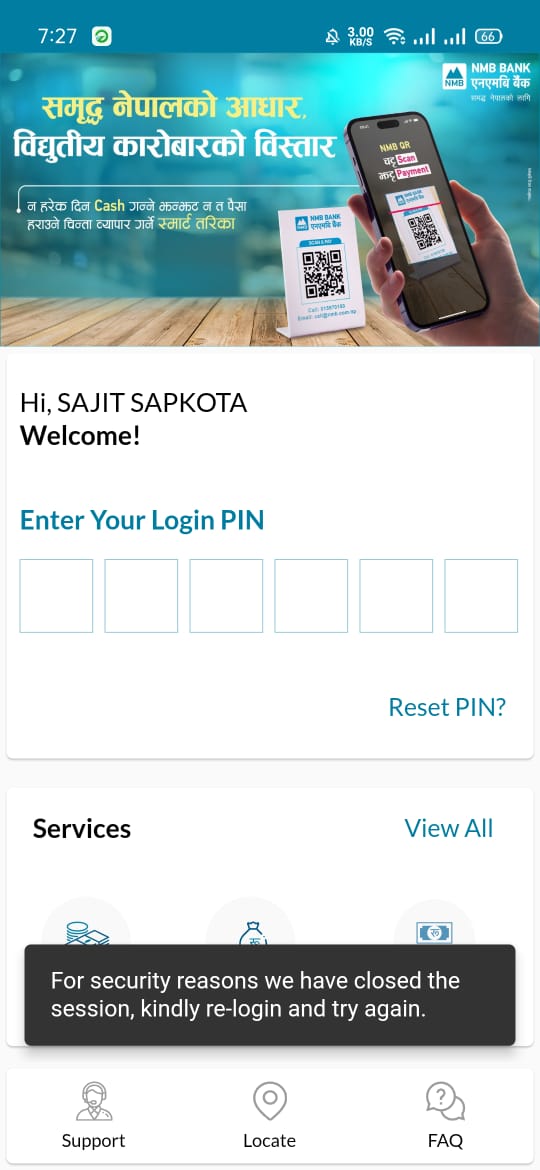 7:27
3.00
KB/S
66
NMB BANK
एनएमबि बैंक
समृद्ध नेपालको लागि
NMB
समृद्ध नेपालको आधार,
विद्युतीय कारोबारको विस्तार
न हरेक दिन Cash गन्ने झन्झट न त पैसा
हराउने चिन्ता व्यापार गर्ने स्मार्ट तरिका
NMB QR
चट्ट Scan
झट्ट Payment
NMB BANK
एनएमबि बैंक
SCAN & PAY
Hi, SAJIT SAPKOTA
Welcome!
Enter Your Login PIN
Reset PIN?
Services
View All
रू
रू
For security reasons we have closed the
session, kindly re-login and try again.
Support
Locate
FAQ